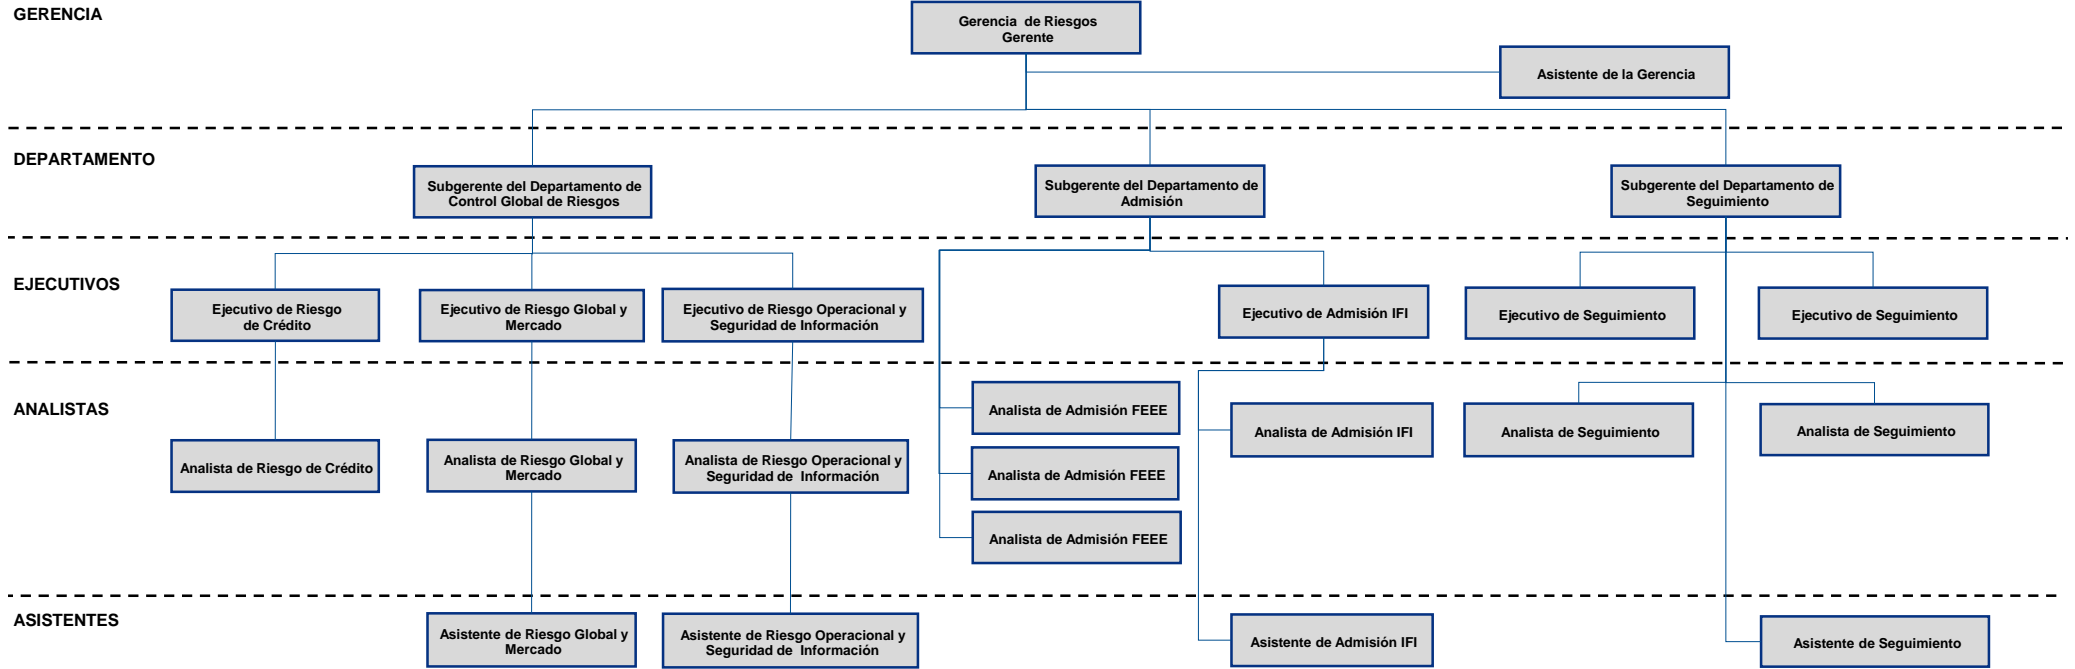 GERENCIA
Gerencia de Riesgos
Gerente
Asistente de la Gerencia
DEPARTAMENTO
Subgerente del Departamento de
Control Global de Riesgos
Subgerente del Departamento de
Admisión
Subgerente del Departamento de
Seguimiento
EJECUTIVOS
Ejecutivo de Riesgo
de Crédito
Ejecutivo de Riesgo Global y
Mercado
Ejecutivo de Riesgo Operacional y
Seguridad de Información
Ejecutivo de Admisión IFI
Ejecutivo de Seguimiento
Ejecutivo de Seguimiento
ANALISTAS
Analista de Riesgo de Crédito
Analista de Riesgo Global y
Mercado
Analista de Riesgo Operacional y
Seguridad de Información
Analista de Admisión FEEE
Analista de Admisión FEEE
Analista de Admisión FEEE
Analista de Admisión IFI
Analista de Seguimiento
Analista de Seguimiento
ASISTENTES
Asistente de Riesgo Global y
Mercado
Asistente de Riesgo Operacional y
Seguridad de Información
Asistente de Admisión IFI
Asistente de Seguimiento